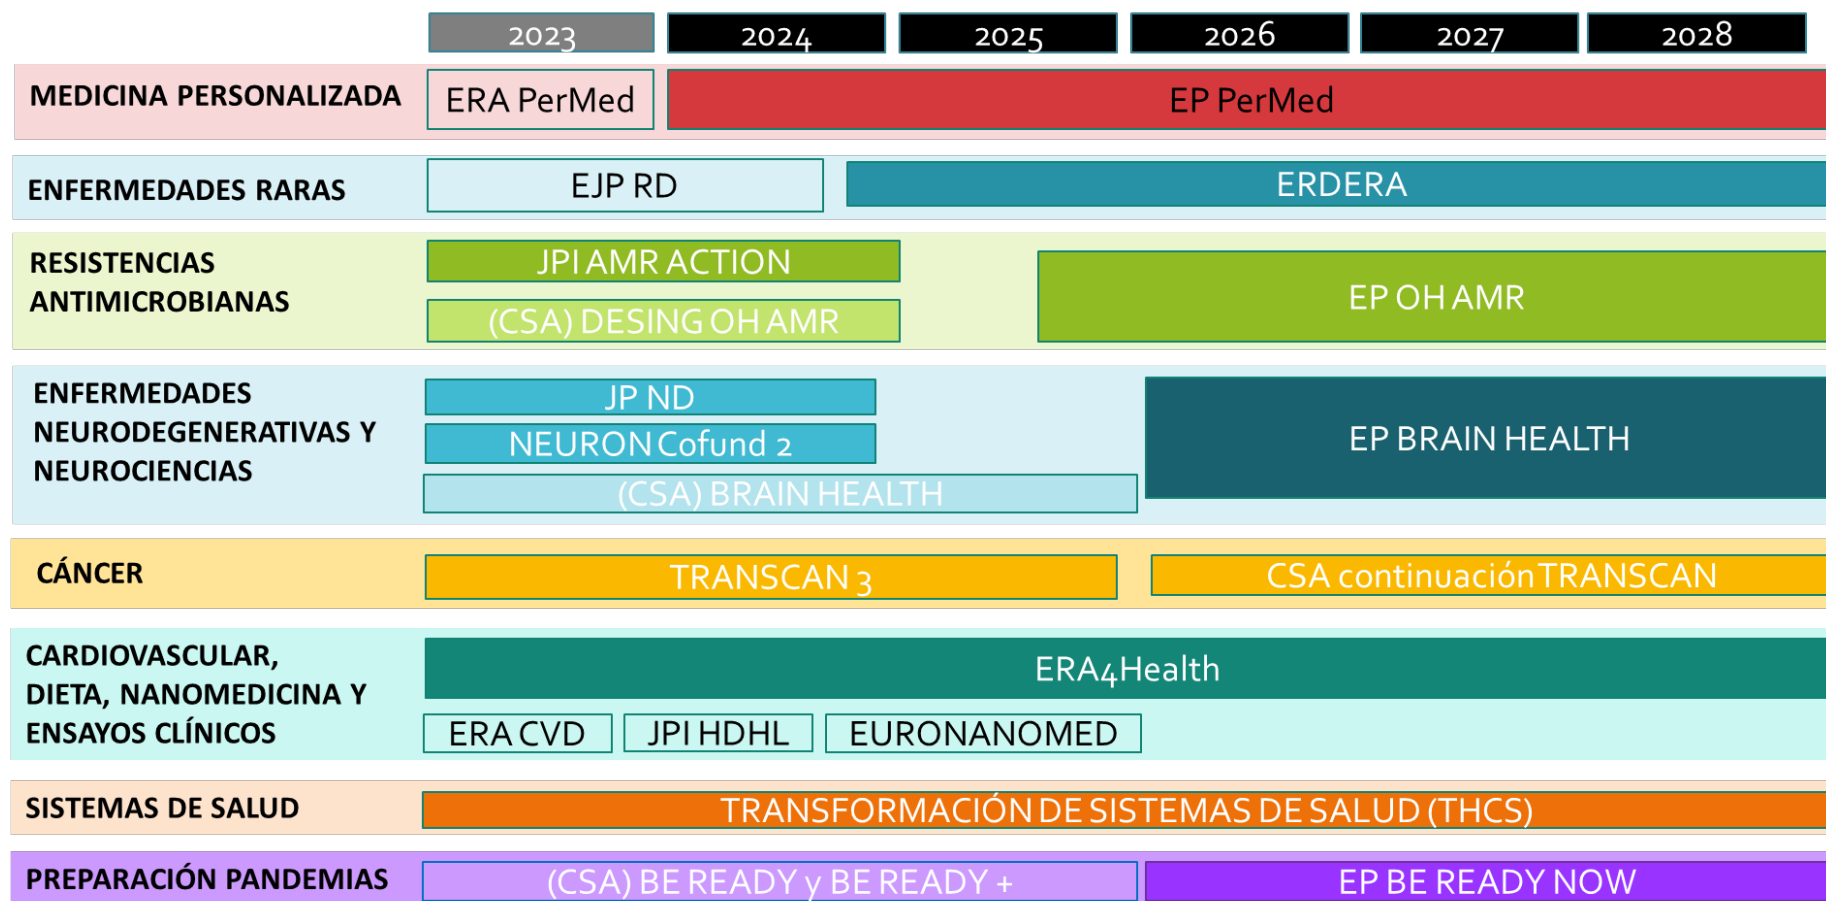 2023 2024 2025 2026 2027 2028
MEDICINA PERSONALIZADA
ERA PerMed
EP PerMed
ENFERMEDADES RARAS
EJP RD
ERDERA
RESISTENCIAS
ANTIMICROBIANAS
JPI AMR ACTION
(CSA) DESING OH AMR
EP OH AMR
ENFERMEDADES
NEURODEGENERATIVAS Y
NEUROCIENCIAS
JP ND
NEURON Cofund 2
(CSA) BRAIN HEALTH
EP BRAIN HEALTH
CÁNCER
TRANSCAN 3
CSA continuación TRANSCAN
CARDIOVASCULAR,
DIETA, NANOMEDICINA Y
ENSAYOS CLÍNICOS
ERA4Health
ERA CVD
JPI HDHL
EURONANOMED
SISTEMAS DE SALUD
TRANSFORMACIÓN DE SISTEMAS DE SALUD (THCS)
PREPARACIÓN PANDEMIAS
(CSA) BE READY y BE READY +
EP BE READY NOW